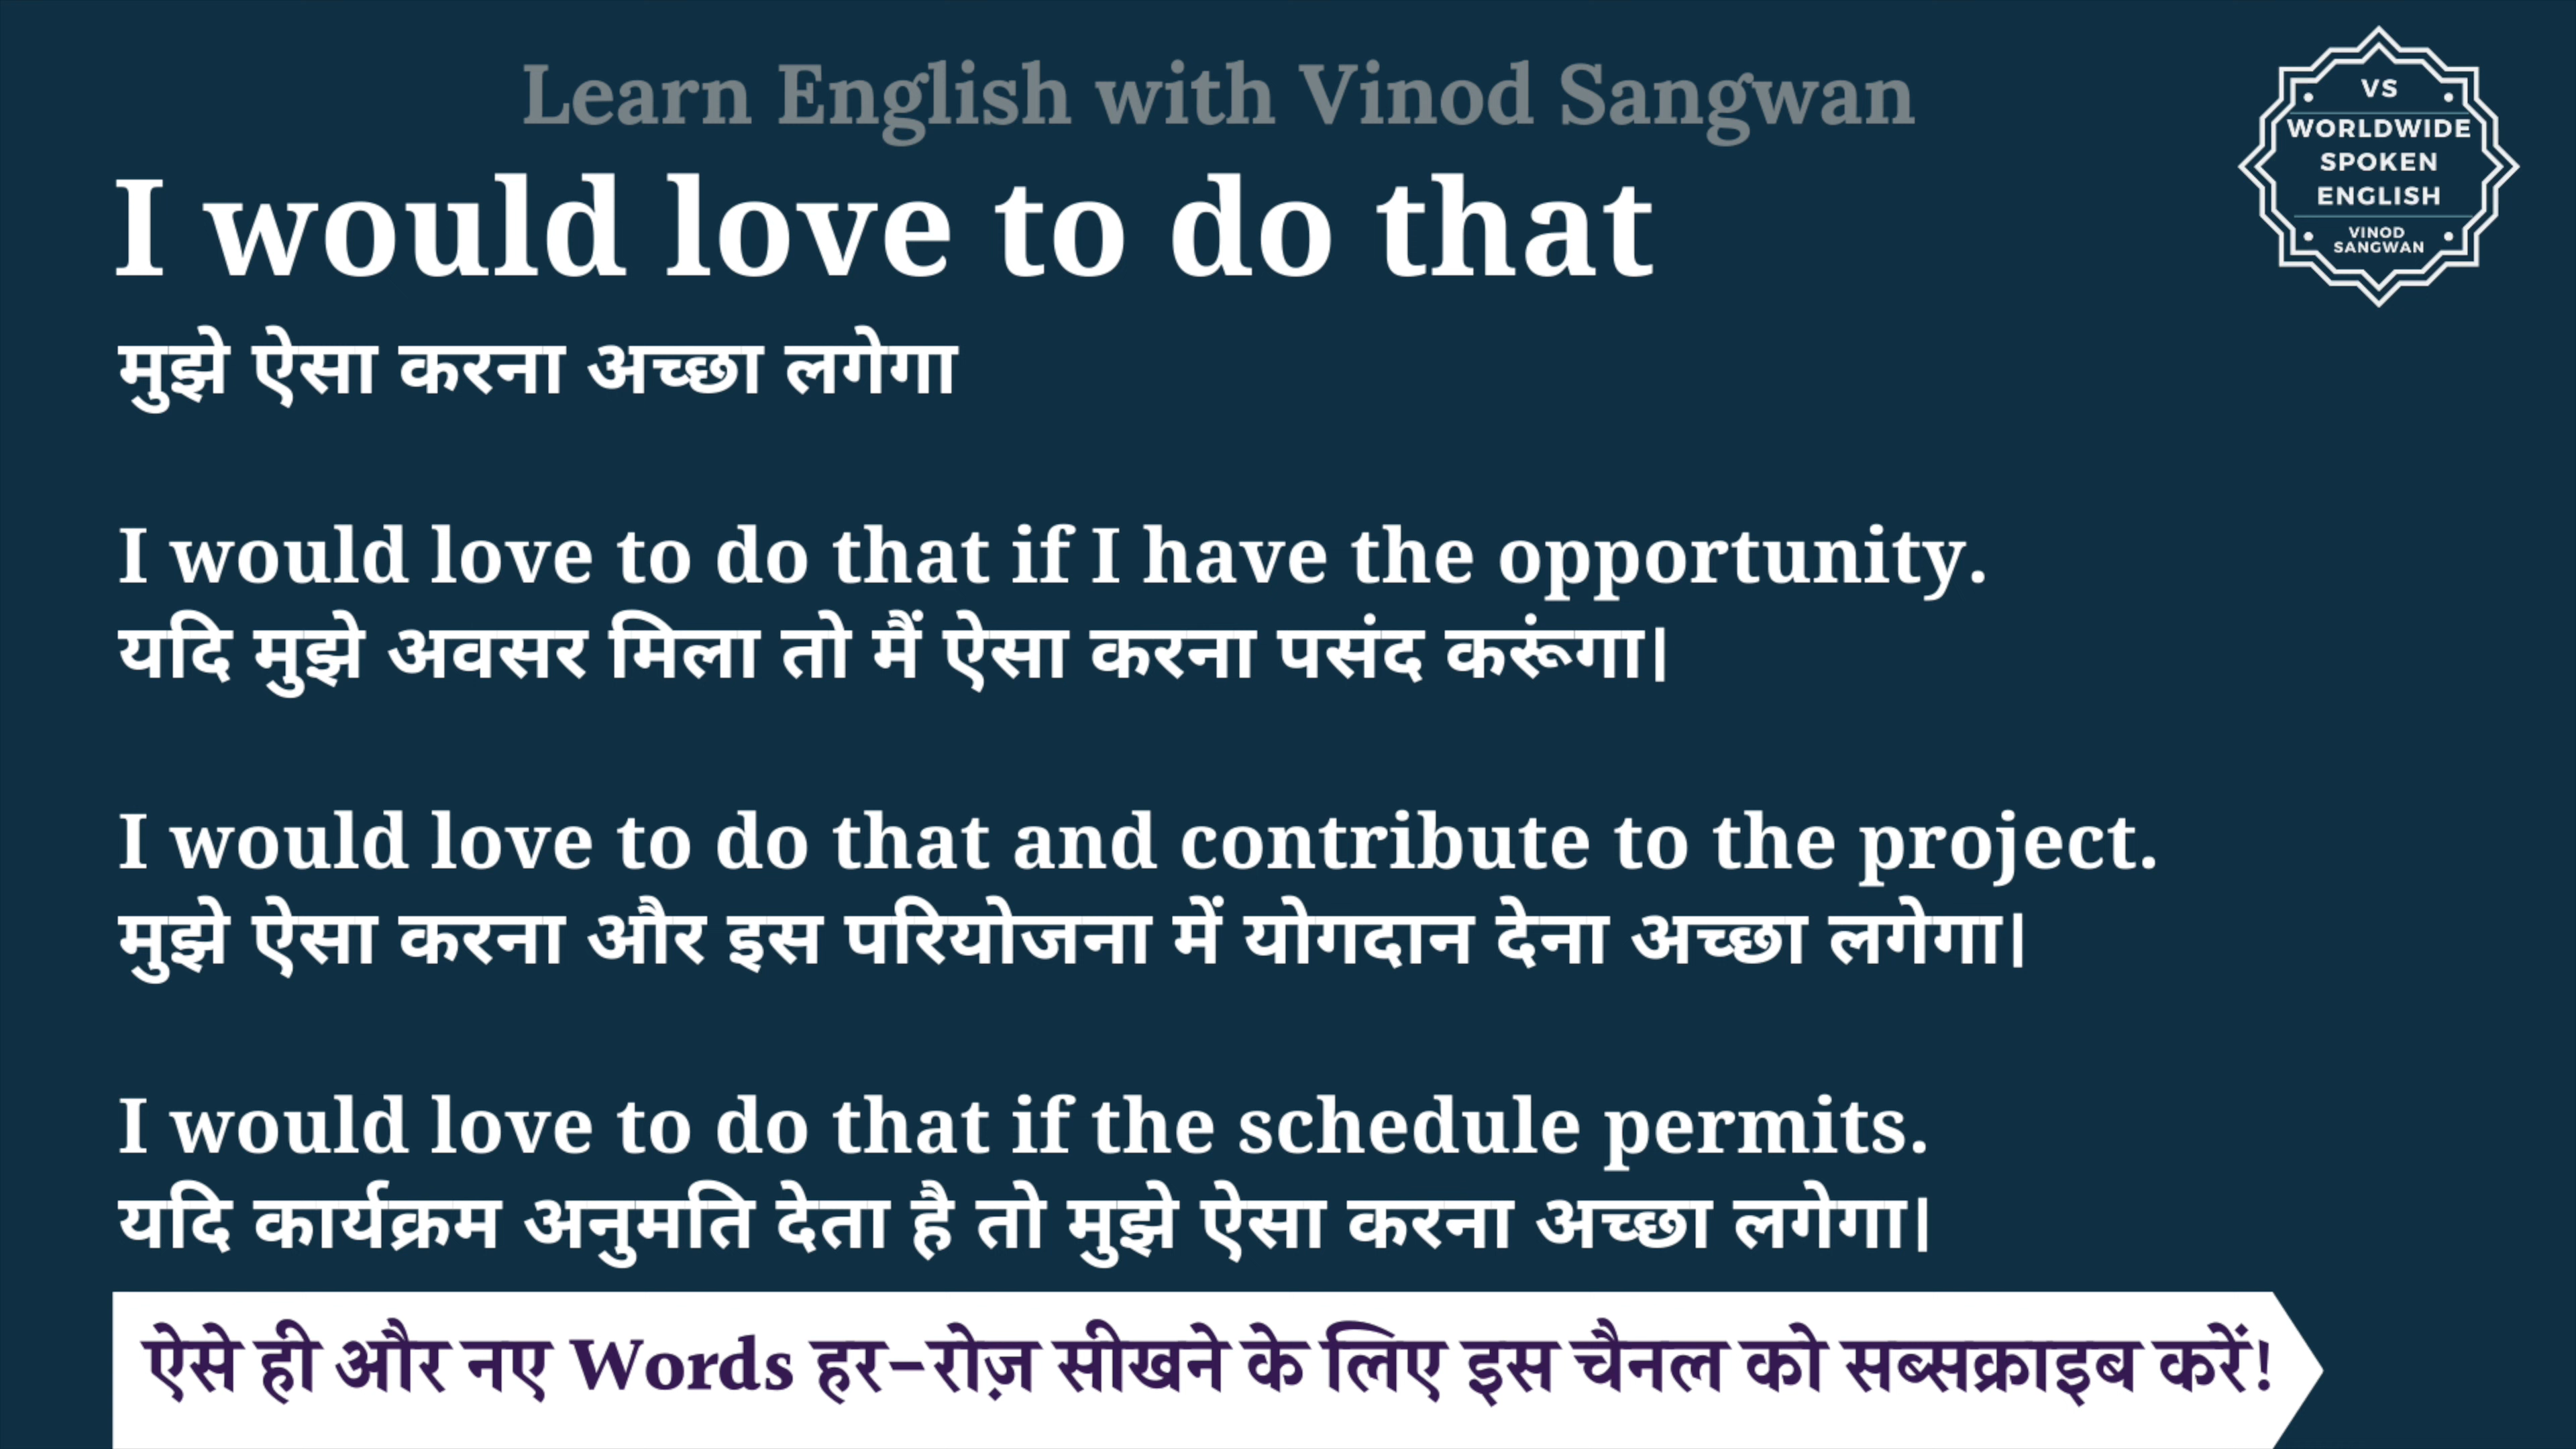 Learn English with Vinod Sangwan
VS
WORLDWIDE
SPOKEN
ENGLISH
VINOD
SANGWAN
I would love to do that
मुझे ऐसा करना अच्छा लगेगा
I would love to do that if I have the opportunity.
यदि मुझे अवसर मिला तो मैं ऐसा करना पसंद करूंगा।
I would love to do that and contribute to the project.
मुझे ऐसा करना और इस परियोजना में योगदान देना अच्छा लगेगा।
I would love to do that if the schedule permits.
यदि कार्यक्रम अनुमति देता है तो मुझे ऐसा करना अच्छा लगेगा।
ऐसे ही और नए Words हर-रोज़ सीखने के लिए इस चैनल को सब्सक्राइब करें!